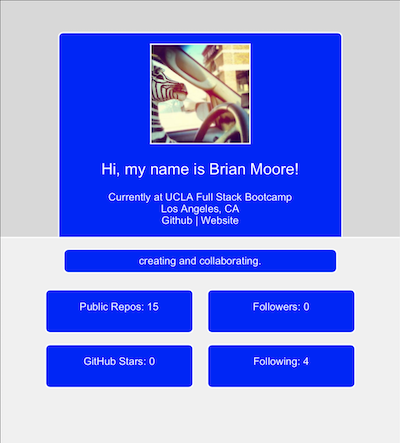 Hi, my name is Brian Moore!
Currently at UCLA Full Stack Bootcamp
Los Angeles, CA
Github | Website
creating and collaborating.
Public Repos: 15
Followers: 0
GitHub Stars: 0
Following: 4